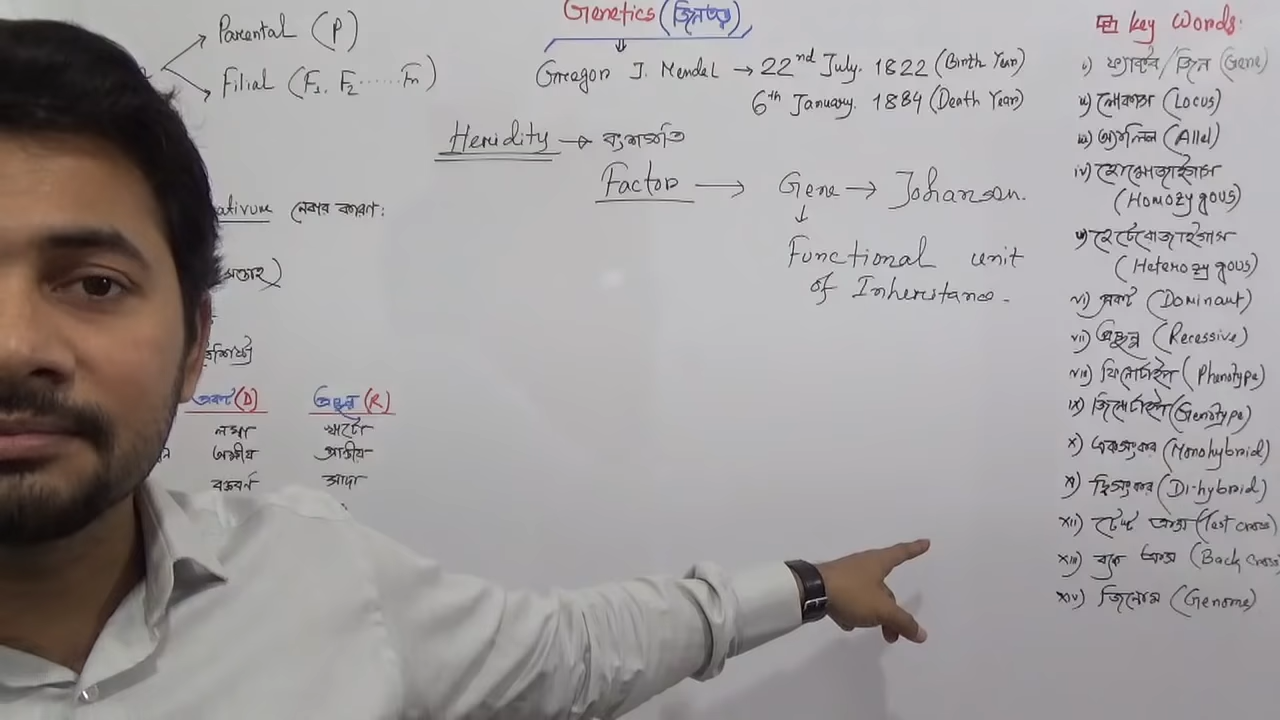 Genetics (জিনতত্ত্ব)
Gregor J. Mendel → 22nd July. 1822 (Birth Year)
6th January. 1884 (Death Year)
Heridity → বংশগতি
Factor → Gene → Johansen.
↓
Functional unit
of Inheritance.
Parental (P)
Filial (F1, F2 ...... Fn)
ativum নেবার কারণ:
প্রকট (D) প্রচ্ছন্ন (R)
লম্বা খাটো
অক্ষীয় প্রান্তীয়
সাদা
Key Words:
i) ফ্যাক্টর/জিন (Gene)
ii) লোকাস (Locus)
iii) অ্যালিল (Allel)
iv) হোমোজাইগাস
(Homozygous)
v) হেটেরোজাইগাস
(Heterozygous)
vi) প্রকট (Dominant)
vii) প্রচ্ছন্ন (Recessive)
viii) ফিনোটাইপ (Phenotype)
ix) জিনোটাইপ (Genotype)
x) একসংকর (Monohybrid)
xi) দ্বিসংকর (Di-hybrid)
xii) টেস্ট ক্রস (Test cross)
xiii) ব্যাক ক্রস (Back Cross)
xiv) জিনোম (Genome)